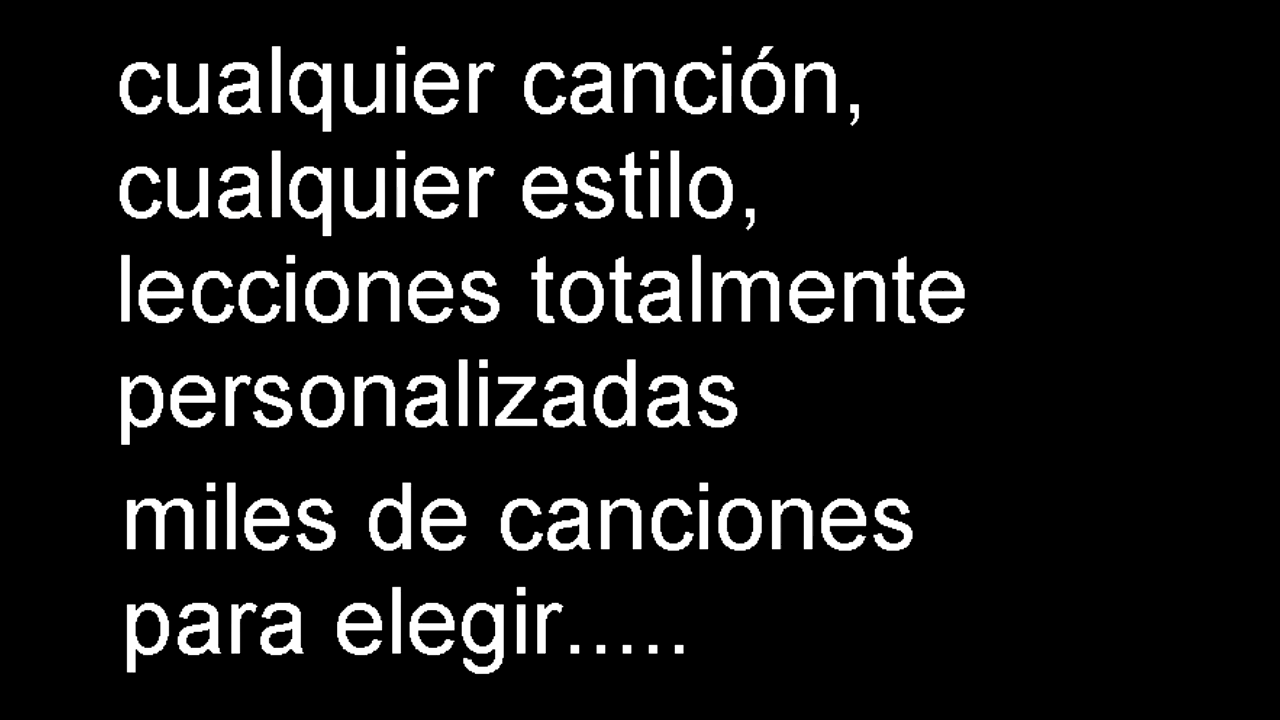 cualquier canción,
cualquier estilo,
lecciones totalmente
personalizadas
miles de canciones
para elegir.....